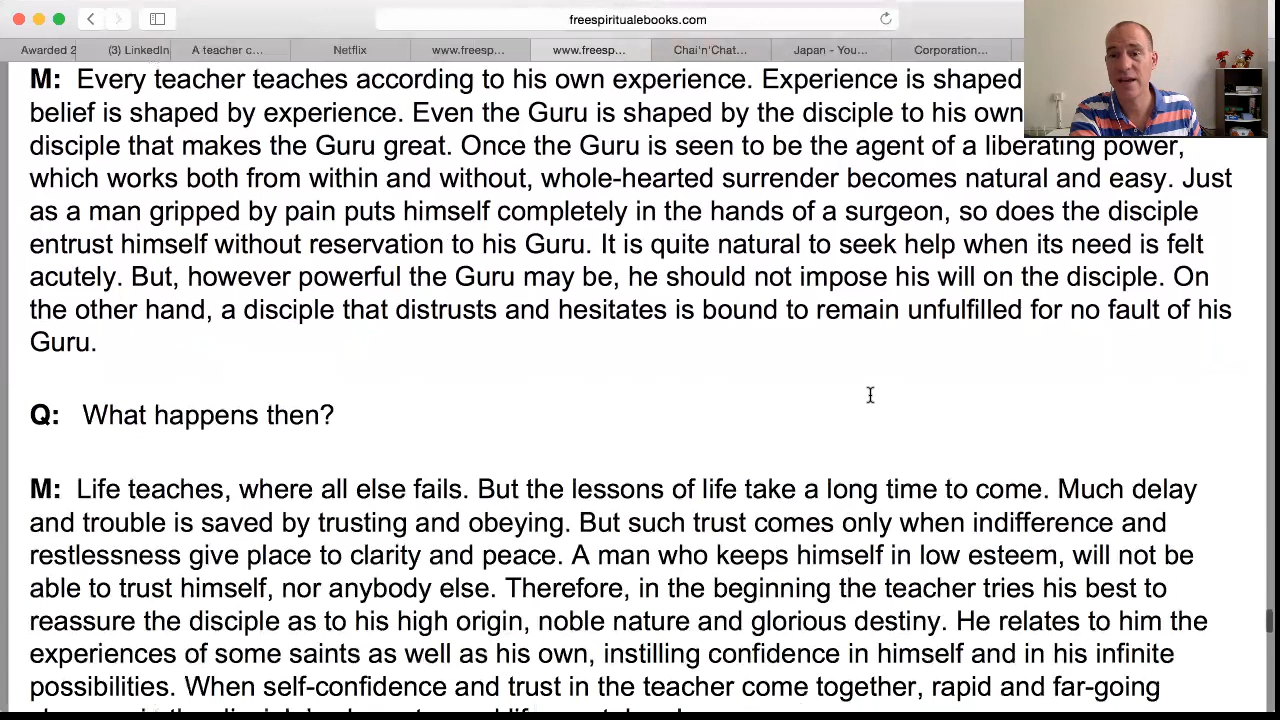 freespiritualebooks.com
Awarded 2
(3) LinkedIn
A teacher c...
Netflix
www.freesp...
www.freesp...
Chai'n'Chat...
Japan - You...
Corporation...
M: Every teacher teaches according to his own experience. Experience is shaped
belief is shaped by experience. Even the Guru is shaped by the disciple to his own
disciple that makes the Guru great. Once the Guru is seen to be the agent of a liberating power,
which works both from within and without, whole-hearted surrender becomes natural and easy. Just
as a man gripped by pain puts himself completely in the hands of a surgeon, so does the disciple
entrust himself without reservation to his Guru. It is quite natural to seek help when its need is felt
acutely. But, however powerful the Guru may be, he should not impose his will on the disciple. On
the other hand, a disciple that distrusts and hesitates is bound to remain unfulfilled for no fault of his
Guru.
Q: What happens then?
M: Life teaches, where all else fails. But the lessons of life take a long time to come. Much delay
and trouble is saved by trusting and obeying. But such trust comes only when indifference and
restlessness give place to clarity and peace. A man who keeps himself in low esteem, will not be
able to trust himself, nor anybody else. Therefore, in the beginning the teacher tries his best to
reassure the disciple as to his high origin, noble nature and glorious destiny. He relates to him the
experiences of some saints as well as his own, instilling confidence in himself and in his infinite
possibilities. When self-confidence and trust in the teacher come together, rapid and far-going